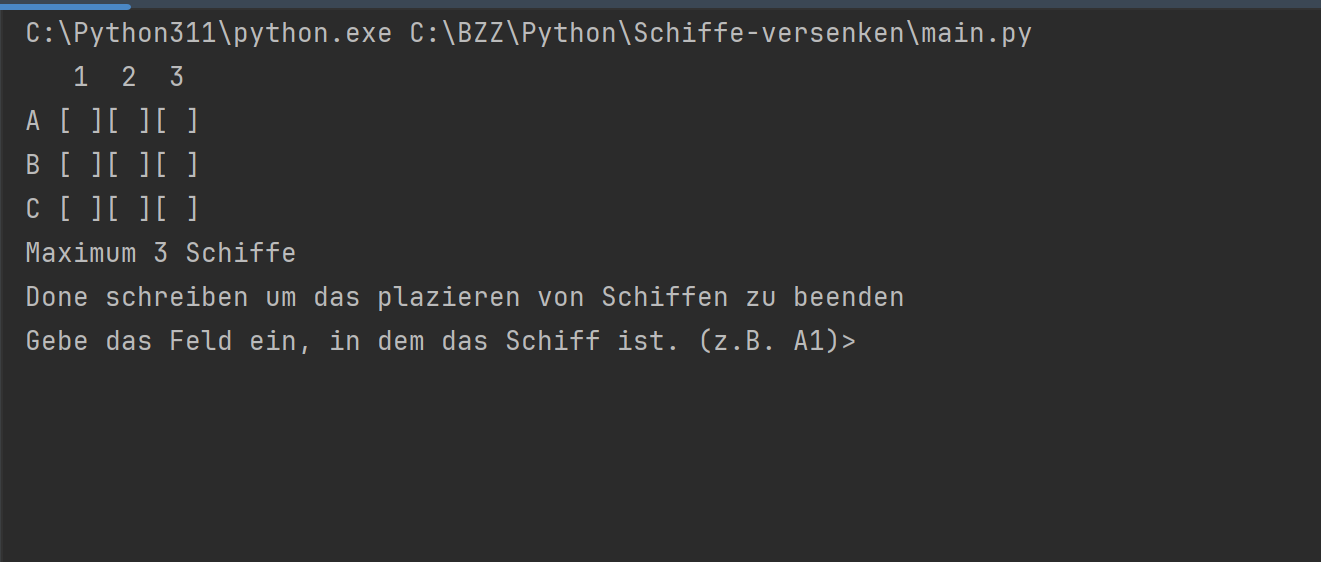 C:\Python311\python.exe C:\BZZ\Python\Schiffe-versenken\main.py
   1  2  3
A [ ][ ][ ]
B [ ][ ][ ]
C [ ][ ][ ]
Maximum 3 Schiffe
Done schreiben um das plazieren von Schiffen zu beenden
Gebe das Feld ein, in dem das Schiff ist. (z.B. A1)>